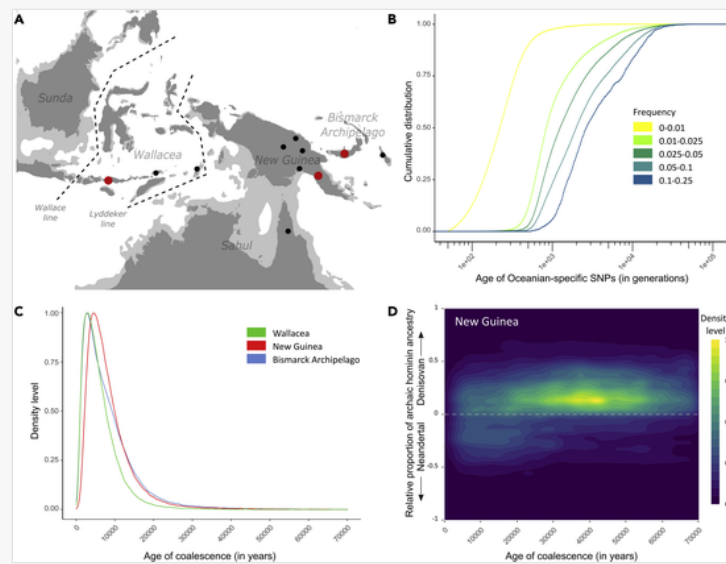 A
Sunda
Wallacea
Bismarck
Archipelago
New Guinea
Wallace
line
Lyddeker
line
Sahul
B
Cumulative distribution
1.00
0.75
0.50
0.25
0.00
Frequency
0-0.01
0.01-0.025
0.025-0.05
0.05-0.1
0.1-0.25
1e+02
1e+03
1e+04
1e+05
Age of Oceanian-specific SNPs (in generations)
C
Density level
1.00
0.75
0.50
0.25
0.00
Wallacea
New Guinea
Bismarck Archipelago
0
10000
20000
30000
40000
50000
60000
70000
Age of coalescence (in years)
D
New Guinea
Relative proportion of archaic hominin ancestry
Neandertal
Denisovan
1
0.5
0
-0.5
-1
0
10000
20000
30000
40000
50000
60000
70000
Age of coalescence (in years)
Density
level